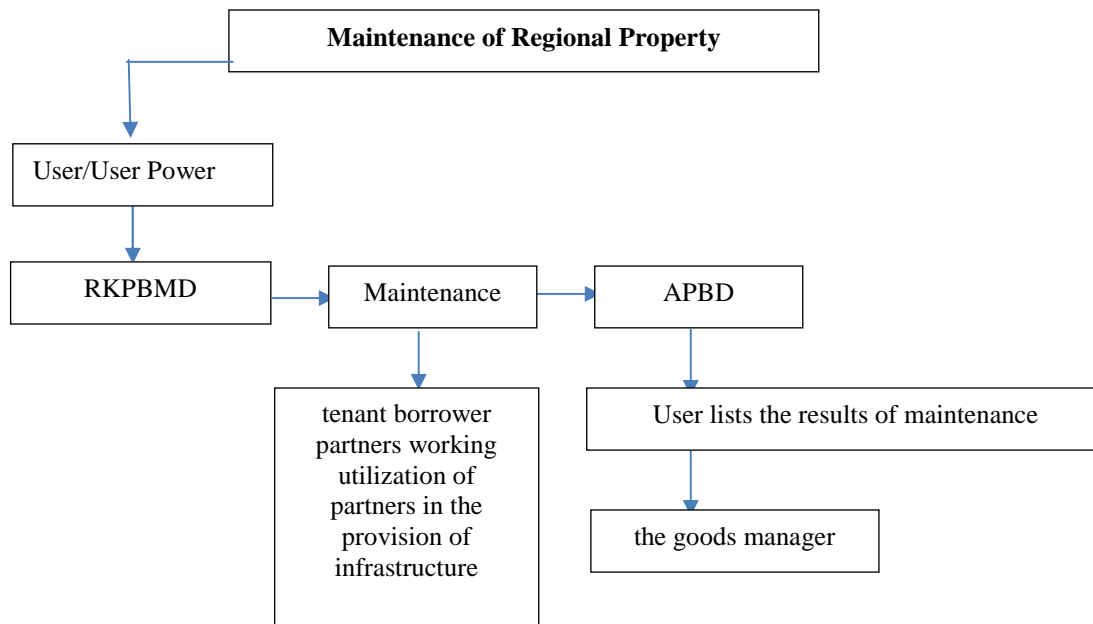 Maintenance of Regional Property
User/User Power
RKPBMD
Maintenance
APBD
tenant borrower
partners working
utilization of
partners in the
provision of
infrastructure
User lists the results of maintenance
the goods manager